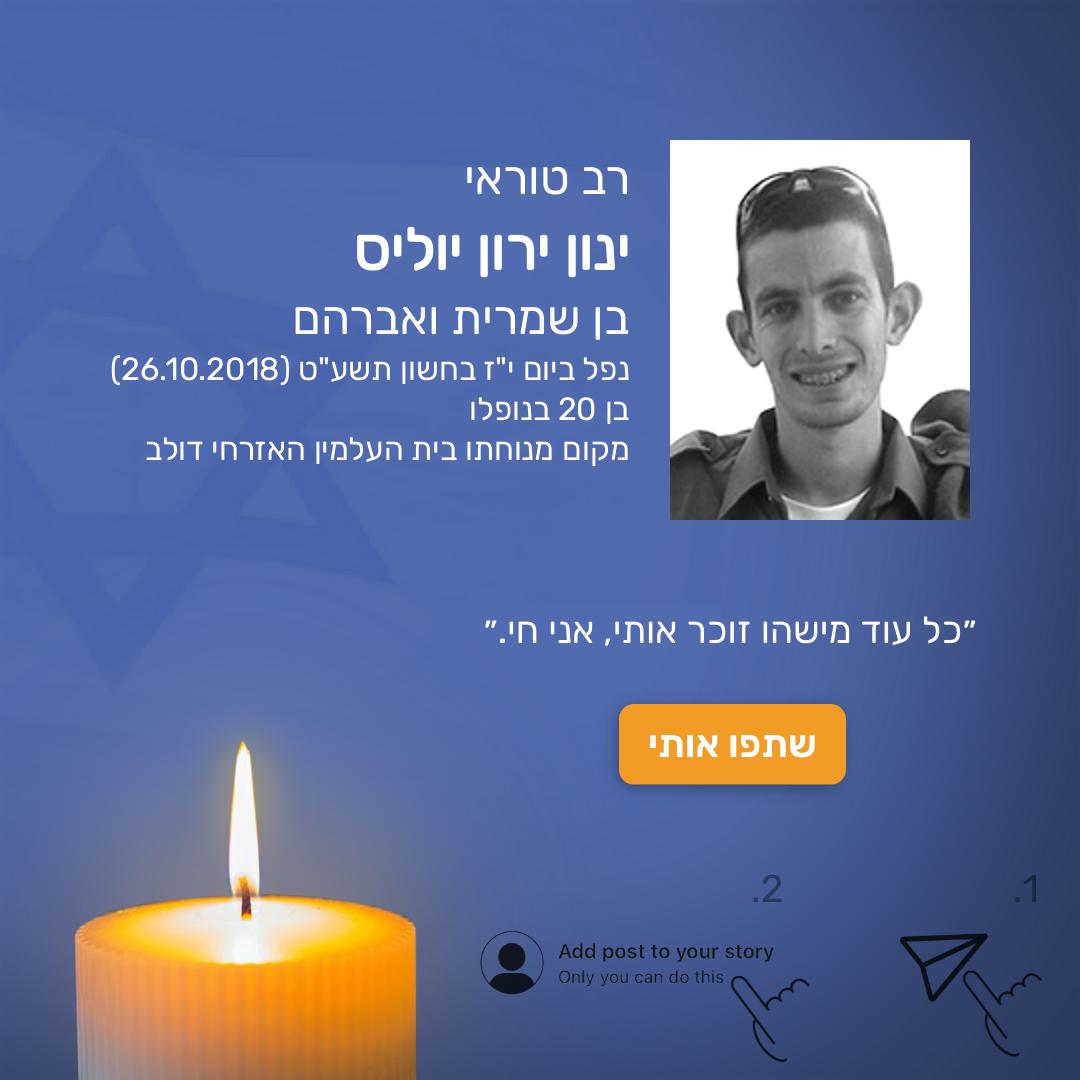 רב טוראי
ינון ירון יוליס
בן שמרית ואברהם
נפל ביום י"ז בחשון תשע"ט (26.10.2018)
בן 20 בנופלו
מקום מנוחתו בית העלמין האזרחי דולב
״כל עוד מישהו זוכר אותי, אני חי.״
שתפו אותי
1.
2.
Add post to your story
Only you can do this